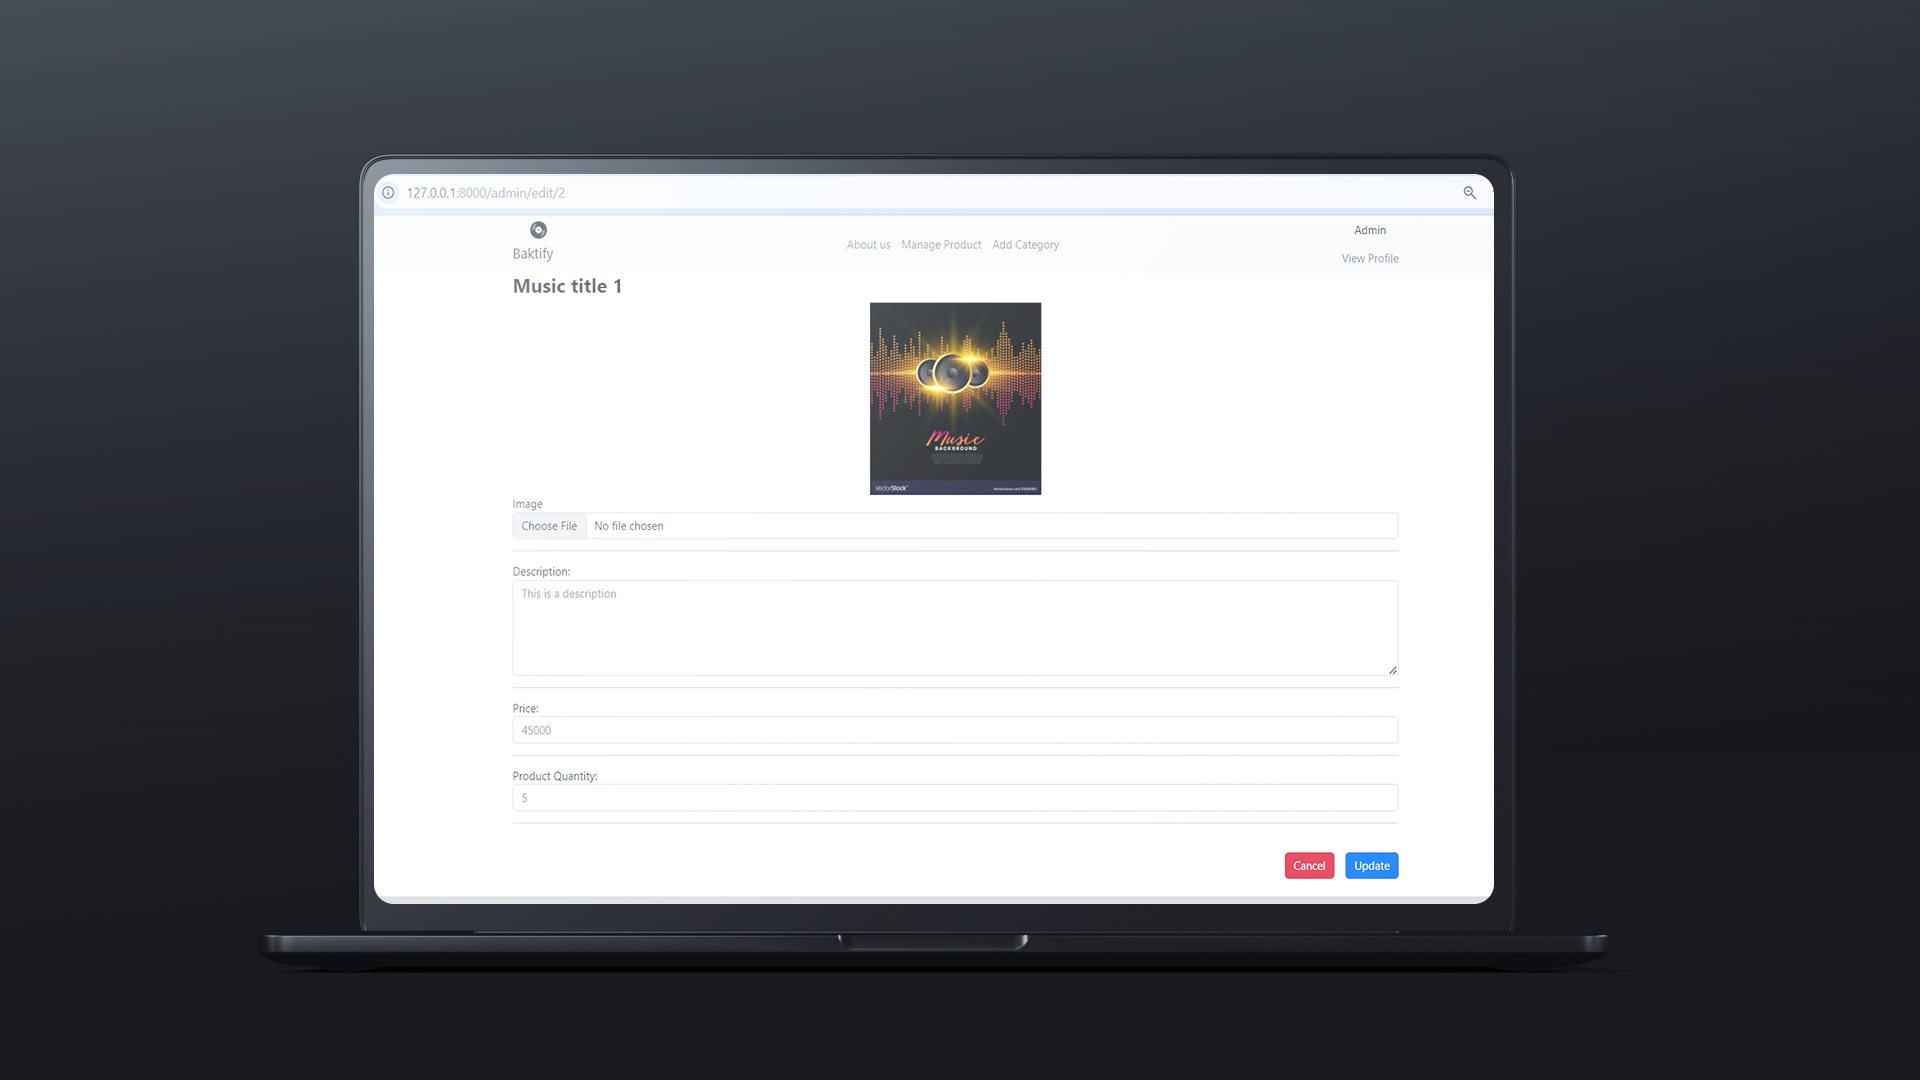 127.0.0.1:8000/admin/edit/2
Baktify
About us Manage Product Add Category
Admin
View Profile
Music title 1
Music
BACKGROUND
VectorStock
Image
Choose File No file chosen
Description:
This is a description
Price:
45000
Product Quantity:
5
Cancel Update